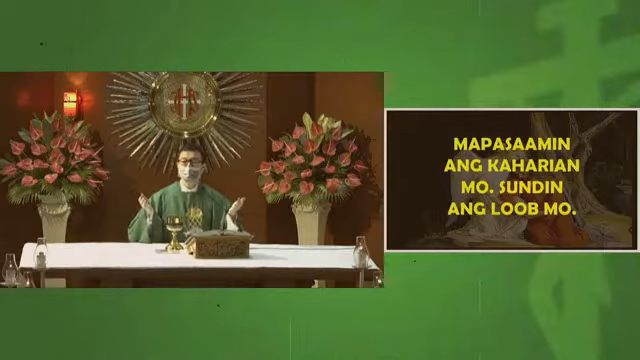 MAPASAAMIN
ANG KAHARIAN
MO. SUNDIN
ANG LOOB MO.